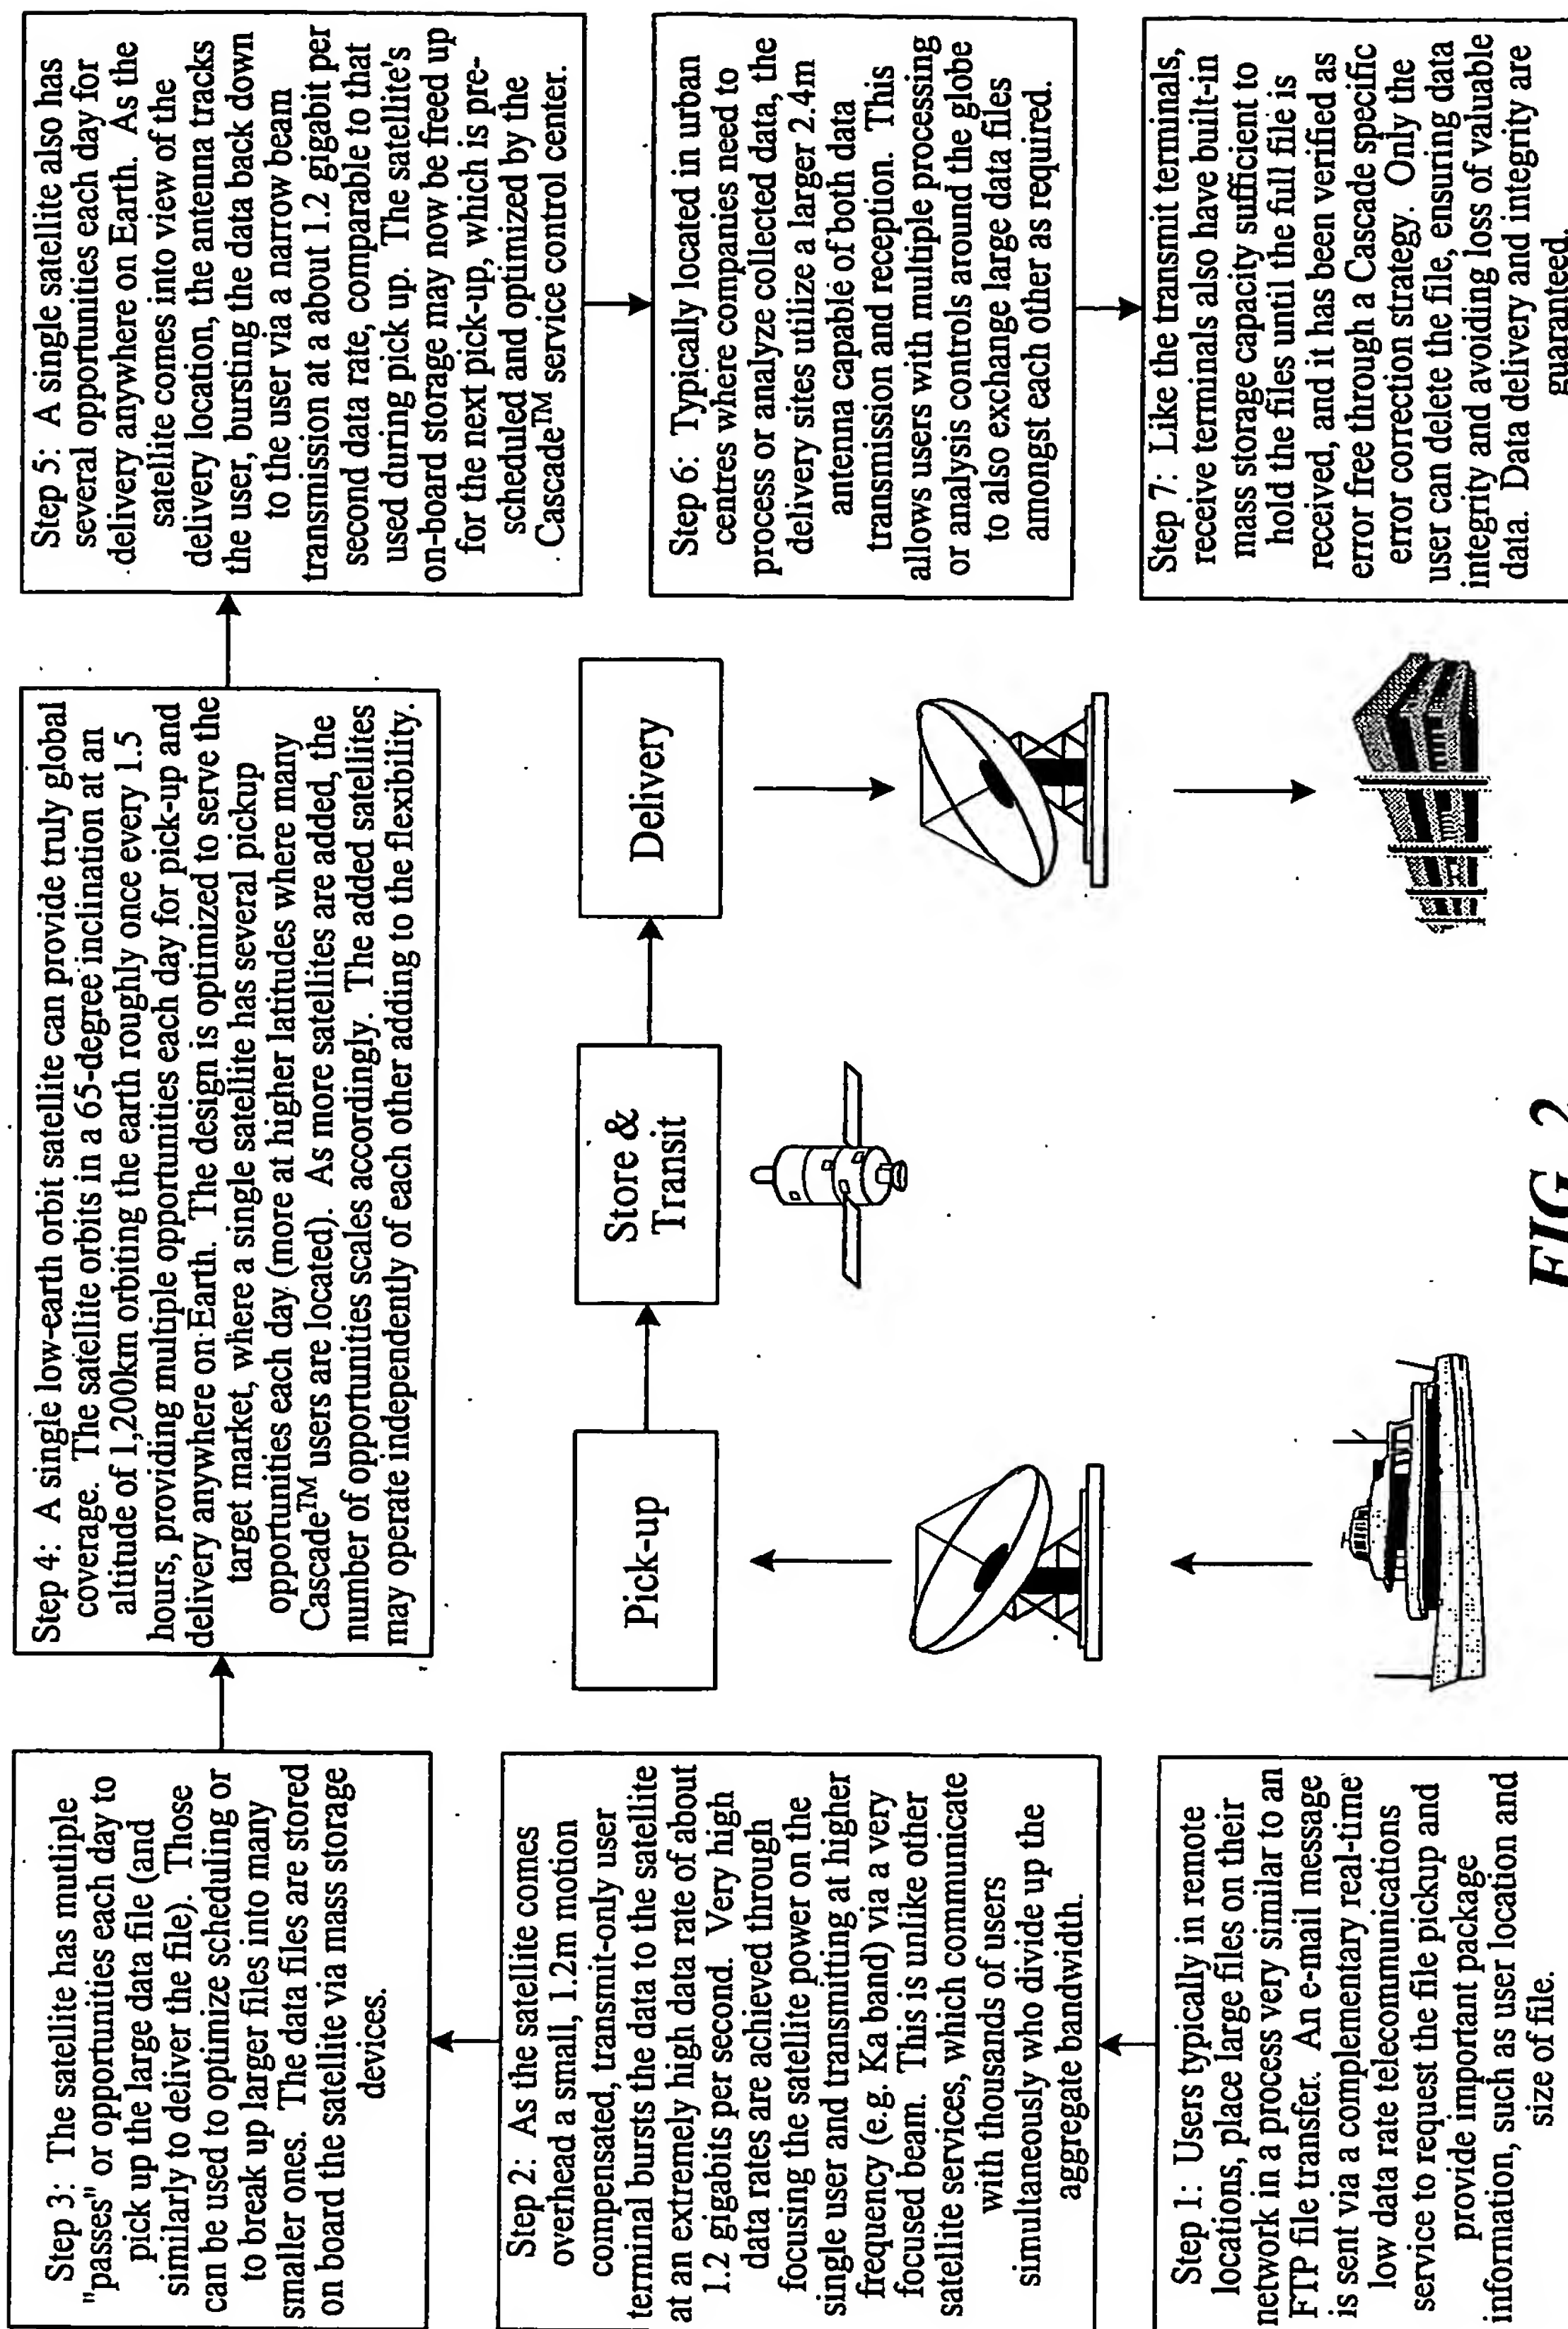 Step 1: Users typically in remote
locations, place large files on their
network in a process very similar to an
FTP file transfer. An e-mail message
is sent via a complementary real-time
low data rate telecommunications
service to request the file pickup and
provide important package
information, such as user location and
size of file.
Step 2: As the satellite comes
overhead a small, 1.2m motion
compensated, transmit-only user
terminal bursts the data to the satellite
at an extremely high data rate of about
1.2 gigabits per second. Very high
data rates are achieved through
focusing the satellite power on the
single user and transmitting at higher
frequency (e.g. Ka band) via a very
focused beam. This is unlike other
satellite services, which communicate
with thousands of users
simultaneously who divide up the
aggregate bandwidth.
Step 3: The satellite has mutliple
"passes" or opportunities each day to
pick up the large data file (and
similarly to deliver the file). Those
can be used to optimize scheduling or
to break up larger files into many
smaller ones. The data files are stored
on board the satellite via mass storage
devices.
Step 4: A single low-earth orbit satellite can provide truly global
coverage. The satellite orbits in a 65-degree inclination at an
altitude of 1,200km orbiting the earth roughly once every 1.5
hours, providing multiple opportunities each day for pick-up and
delivery anywhere on Earth. The design is optimized to serve the
target market, where a single satellite has several pickup
opportunities each day (more at higher latitudes where many
Cascade™ users are located). As more satellites are added, the
number of opportunities scales accordingly. The added satellites
may operate independently of each other adding to the flexibility.
Pick-up
Store &
Transit
Delivery
Step 5: A single satellite also has
several opportunities each day for
delivery anywhere on Earth. As the
satellite comes into view of the
delivery location, the antenna tracks
the user, bursting the data back down
to the user via a narrow beam
transmission at a about 1.2 gigabit per
second data rate, comparable to that
used during pick up. The satellite's
on-board storage may now be freed up
for the next pick-up, which is pre-
scheduled and optimized by the
Cascade™ service control center.
Step 6: Typically located in urban
centres where companies need to
process or analyze collected data, the
delivery sites utilize a larger 2.4m
antenna capable of both data
transmission and reception. This
allows users with multiple processing
or analysis controls around the globe
to also exchange large data files
amongst each other as required.
Step 7: Like the transmit terminals,
receive terminals also have built-in
mass storage capacity sufficient to
hold the files until the full file is
received, and it has been verified as
error free through a Cascade specific
error correction strategy. Only the
user can delete the file, ensuring data
integrity and avoiding loss of valuable
data. Data delivery and integrity are
guaranteed.
FIG. 2